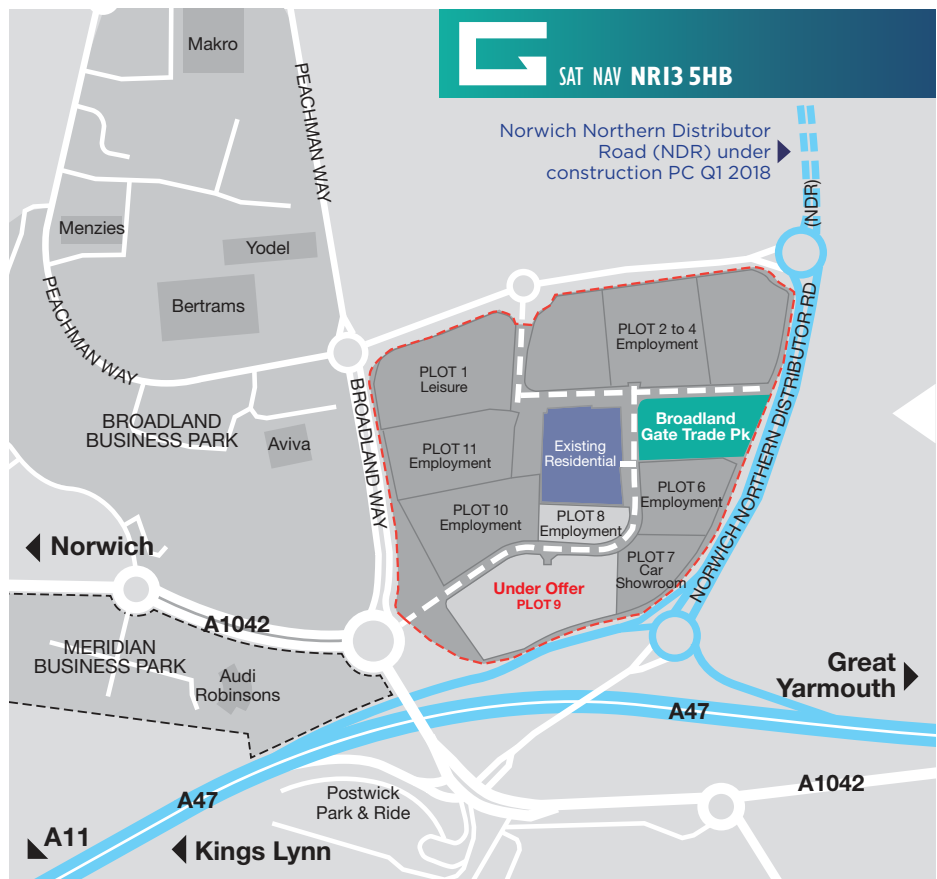 Makro
PEACHMAN WAY
SAT NAV NR13 5HB
Norwich Northern Distributor
Road (NDR) under
construction PC Q1 2018
(NDR)
Menzies
Yodel
Bertrams
PEACHMAN WAY
PLOT 2 to 4
Employment
PLOT 1
Leisure
NORWICH NORTHERN DISTRIBUTOR RD
BROADLAND WAY
BROADLAND
BUSINESS PARK
Aviva
Broadland
Gate Trade Pk
Existing
Residential
PLOT 11
Employment
PLOT 6
Employment
PLOT 10
Employment
PLOT 8
Employment
PLOT 7
Car
Showroom
Under Offer
PLOT 9
Norwich
A1042
MERIDIAN
BUSINESS PARK
Audi
Robinsons
Great
Yarmouth
A47
A47
A1042
Postwick
Park & Ride
A11
Kings Lynn